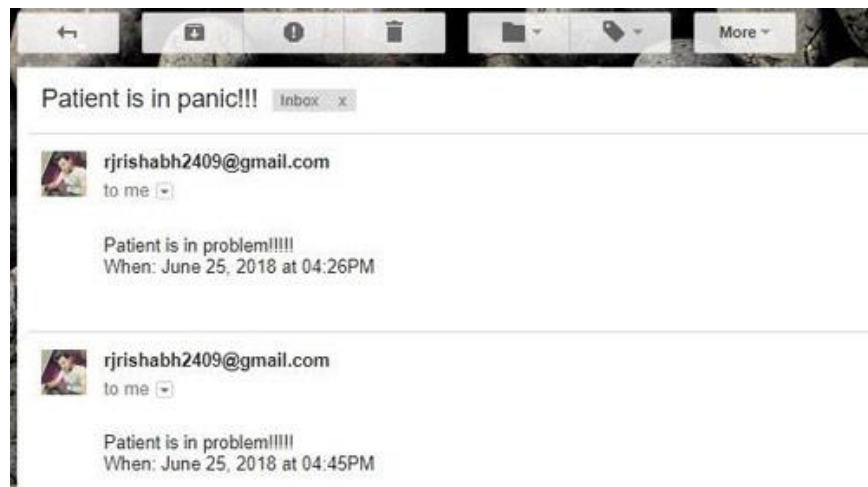 More
Patient is in panic!!! Inbox x
rjrishabh2409@gmail.com
to me
Patient is in problem!!!!!
When: June 25, 2018 at 04:26PM
rjrishabh2409@gmail.com
to me
Patient is in problem!!!!!
When: June 25, 2018 at 04:45PM